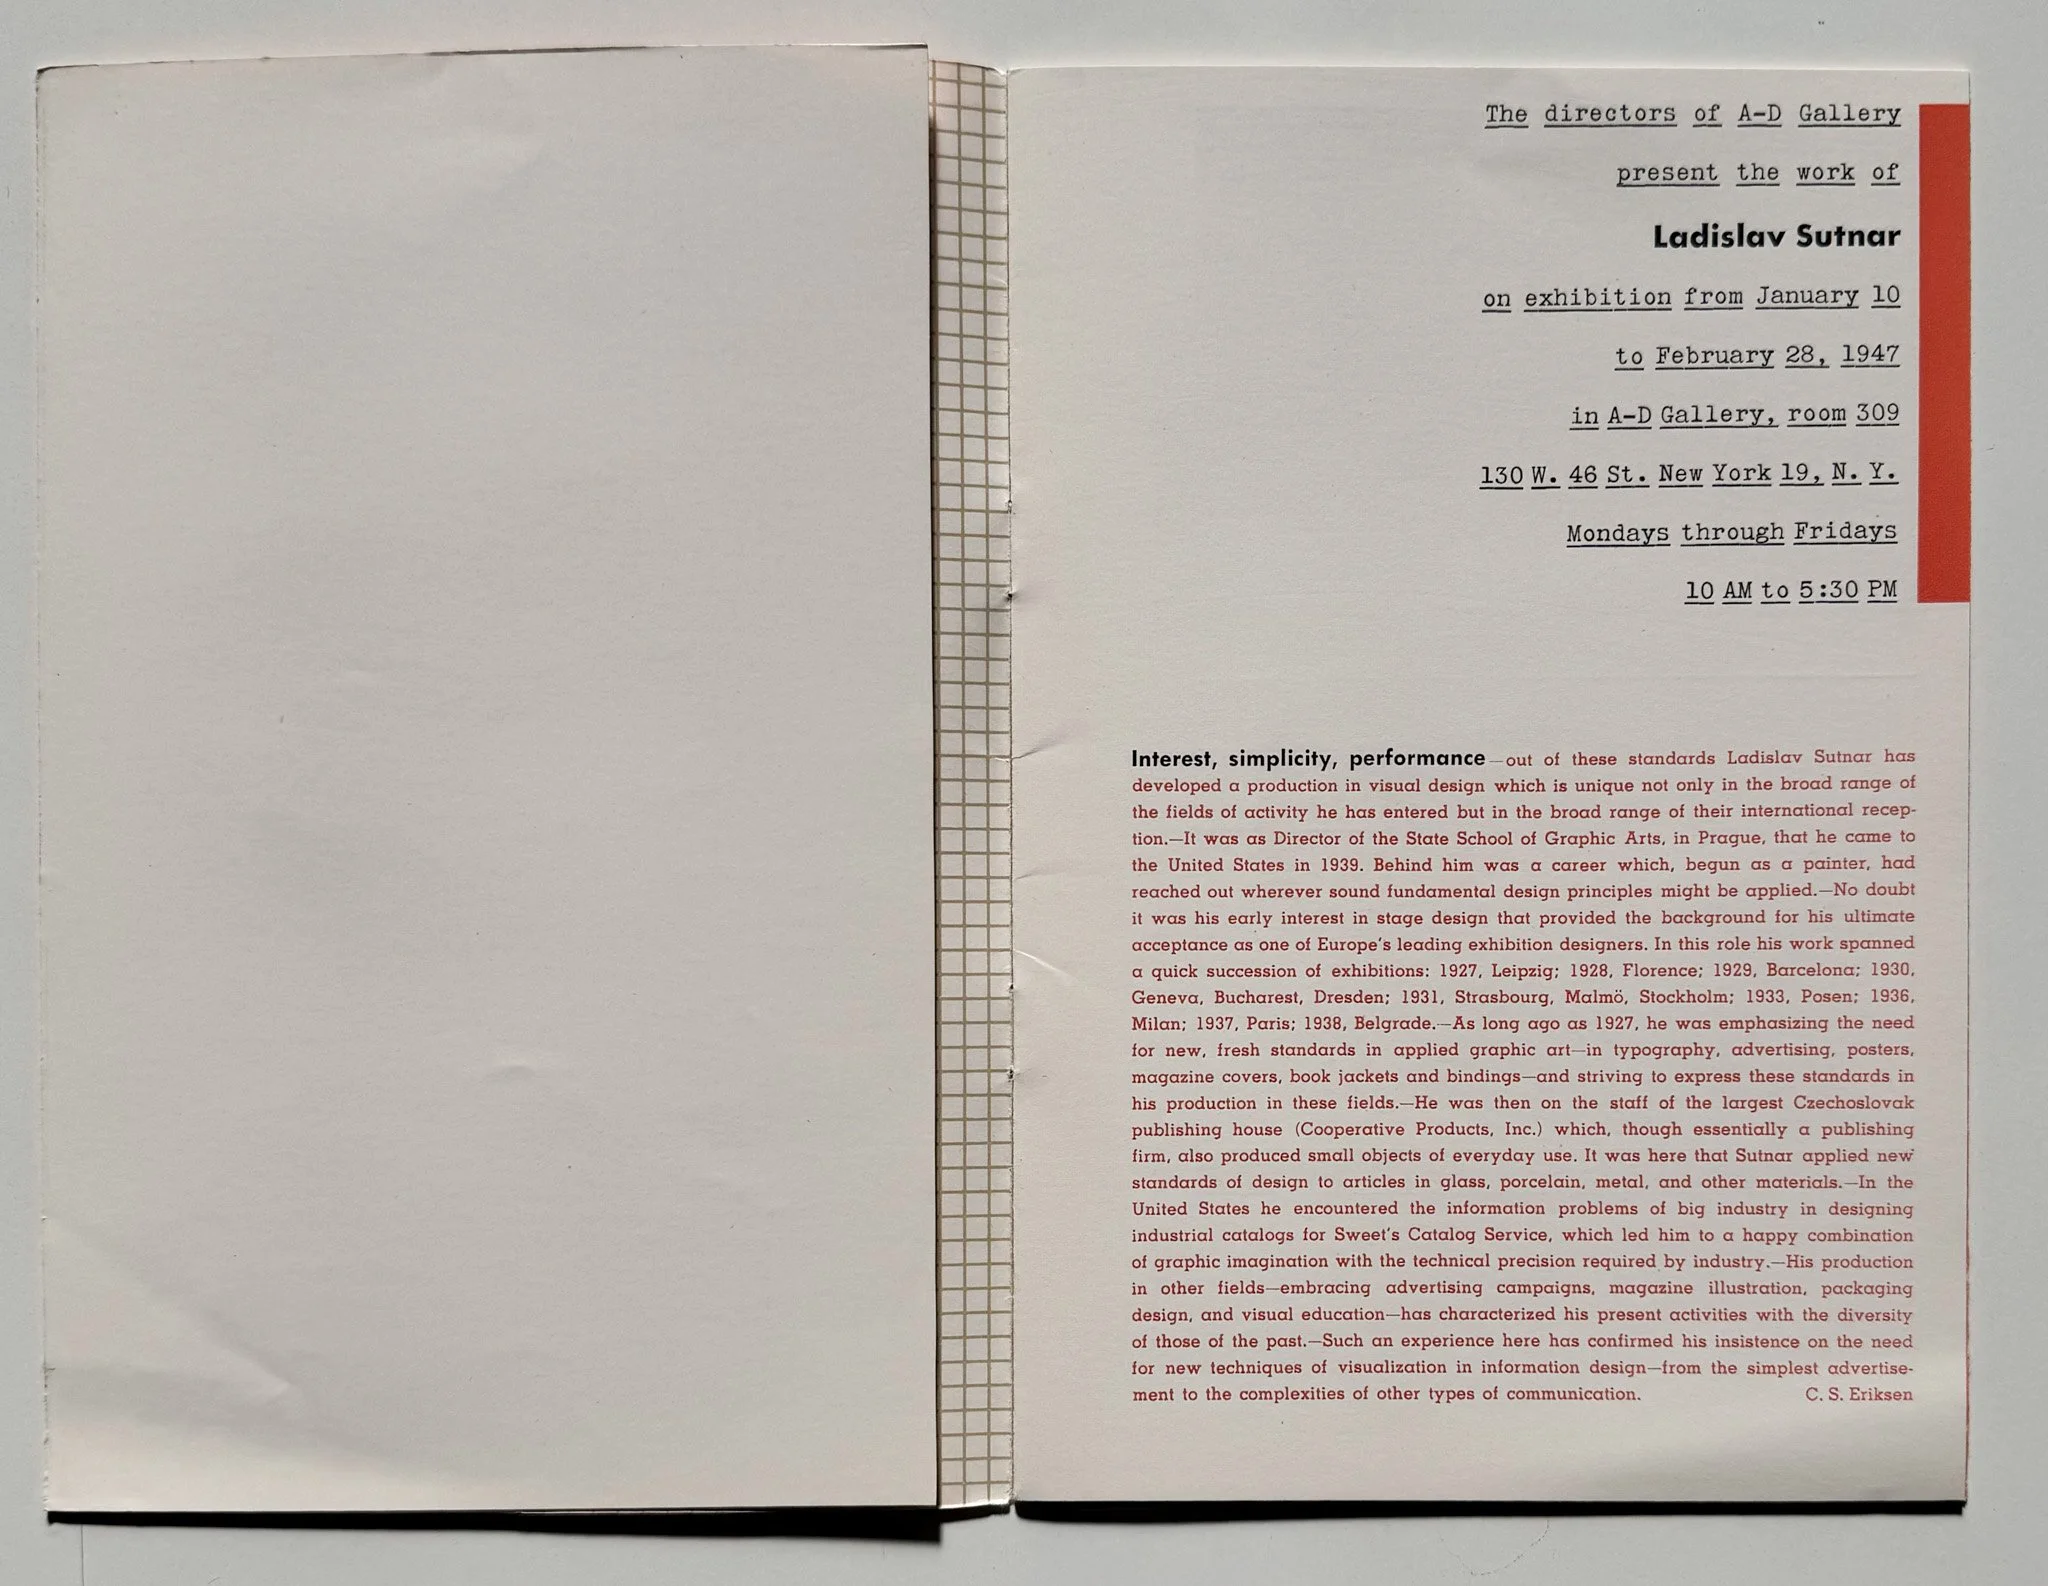 The directors of A-D Gallery
present the work of
Ladislav Sutnar
on exhibition from January 10
to February 28, 1947
in A-D Gallery, room 309
130 W. 46 St. New York 19, N. Y.
Mondays through Fridays
10 AM to 5:30 PM
Interest, simplicity, performance—out of these standards Ladislav Sutnar has
developed a production in visual design which is unique not only in the broad range of
the fields of activity he has entered but in the broad range of their international recep-
tion.—It was as Director of the State School of Graphic Arts, in Prague, that he came to
the United States in 1939. Behind him was a career which, begun as a painter, had
reached out wherever sound fundamental design principles might be applied.—No doubt
it was his early interest in stage design that provided the background for his ultimate
acceptance as one of Europe's leading exhibition designers. In this role his work spanned
a quick succession of exhibitions: 1927, Leipzig; 1928, Florence; 1929, Barcelona; 1930,
Geneva, Bucharest, Dresden; 1931, Strasbourg, Malmö, Stockholm; 1933, Posen; 1936,
Milan; 1937, Paris; 1938, Belgrade.—As long ago as 1927, he was emphasizing the need
for new, fresh standards in applied graphic art—in typography, advertising, posters,
magazine covers, book jackets and bindings—and striving to express these standards in
his production in these fields.—He was then on the staff of the largest Czechoslovak
publishing house (Cooperative Products, Inc.) which, though essentially a publishing
firm, also produced small objects of everyday use. It was here that Sutnar applied new
standards of design to articles in glass, porcelain, metal, and other materials.—In the
United States he encountered the information problems of big industry in designing
industrial catalogs for Sweet's Catalog Service, which led him to a happy combination
of graphic imagination with the technical precision required by industry.—His production
in other fields—embracing advertising campaigns, magazine illustration, packaging
design, and visual education—has characterized his present activities with the diversity
of those of the past.—Such an experience here has confirmed his insistence on the need
for new techniques of visualization in information design—from the simplest advertise-
ment to the complexities of other types of communication. C. S. Eriksen